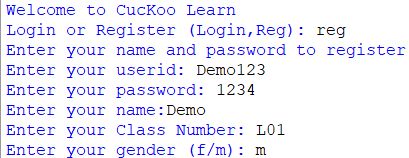 Welcome to CucKoo Learn
Login or Register (Login,Reg): reg
Enter your name and password to register
Enter your userid: Demo123
Enter your password: 1234
Enter your name:Demo
Enter your Class Number: L01
Enter your gender (f/m): m